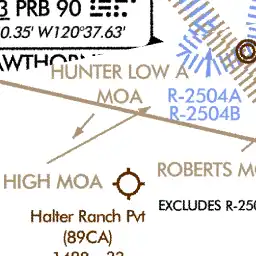 3 PRB 90
0.35' W120°37.63'
HUNTER LOW A
MOA
R-2504A
R-2504B
ROBERTS MO
HIGH MOA
EXCLUDES R-250
Halter Ranch Pvt
(89CA)